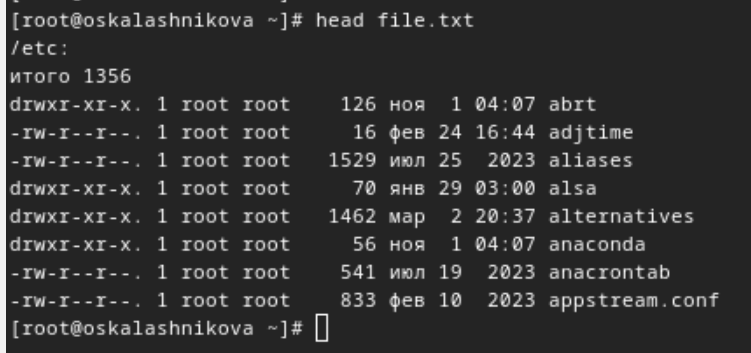 [root@oskalashnikova ~]# head file.txt
/etc:
итого 1356
drwxr-xr-x. 1 root root    126 ноя  1 04:07 abrt
-rw-r--r--. 1 root root     16 фев 24 16:44 adjtime
-rw-r--r--. 1 root root   1529 июл 25  2023 aliases
drwxr-xr-x. 1 root root     70 янв 29 03:00 alsa
drwxr-xr-x. 1 root root   1462 мар  2 20:37 alternatives
drwxr-xr-x. 1 root root     56 ноя  1 04:07 anaconda
-rw-r--r--. 1 root root    541 июл 19  2023 anacrontab
-rw-r--r--. 1 root root    833 фев 10  2023 appstream.conf
[root@oskalashnikova ~]#